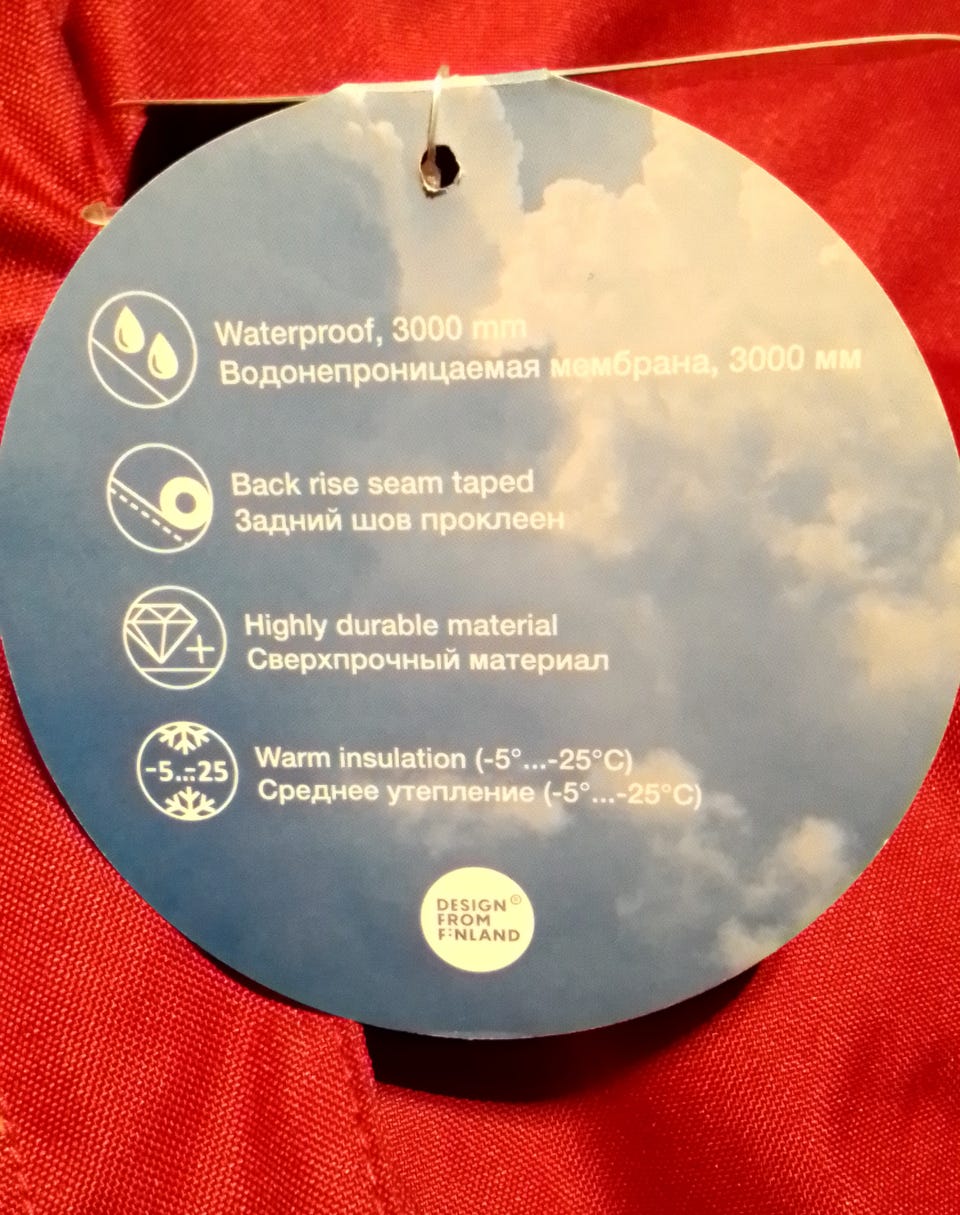 Waterproof, 3000 mm
Водонепроницаемая мембрана, 3000 мм
Back rise seam taped
Задний шов проклеен
Highly durable material
Сверхпрочный материал
-5...-25
Warm insulation (-5°...-25°C)
Среднее утепление (-5°...-25°C)
DESIGN®
FROM
FINLAND